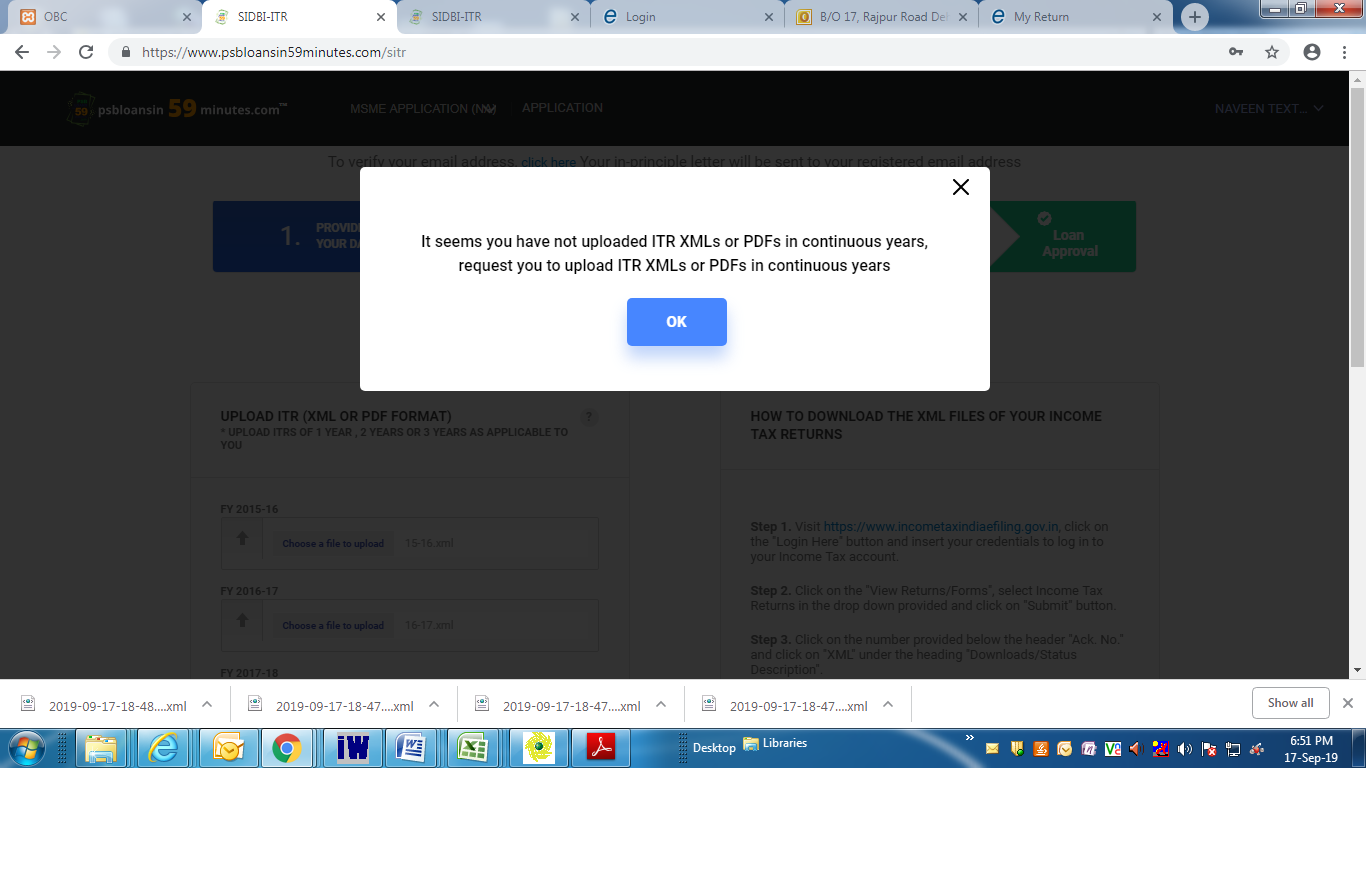 OBC
SIDBI-ITR
SIDBI-ITR
Login
B/O 17, Rajpur Road Del
My Return
https://www.psbloansin59minutes.com/sitr
psbloansin 59 minutes.com™
MSME APPLICATION (NW)
APPLICATION
NAVEEN TEXT...
To verify your email address, click here Your in-principle letter will be sent to your registered email address
1.
PROVID
YOUR DA
Loan
Approval
It seems you have not uploaded ITR XMLs or PDFs in continuous years,
request you to upload ITR XMLs or PDFs in continuous years
OK
UPLOAD ITR (XML OR PDF FORMAT)
?
* UPLOAD ITRS OF 1 YEAR , 2 YEARS OR 3 YEARS AS APPLICABLE TO
YOU
FY 2015-16
Choose a file to upload
15-16.xml
FY 2016-17
Choose a file to upload
16-17.xml
FY 2017-18
HOW TO DOWNLOAD THE XML FILES OF YOUR INCOME
TAX RETURNS
Step 1. Visit https://www.incometaxindiaefiling.gov.in, click on
the "Login Here" button and insert your credentials to log in to
your Income Tax account.
Step 2. Click on the "View Returns/Forms", select Income Tax
Returns in the drop down provided and click on "Submit" button.
Step 3. Click on the number provided below the header "Ack. No."
and click on "XML" under the heading "Downloads/Status
Description".
2019-09-17-18-48....xml
2019-09-17-18-47....xml
2019-09-17-18-47....xml
2019-09-17-18-47....xml
Show all
iW
Desktop
Libraries
6:51 PM
17-Sep-19